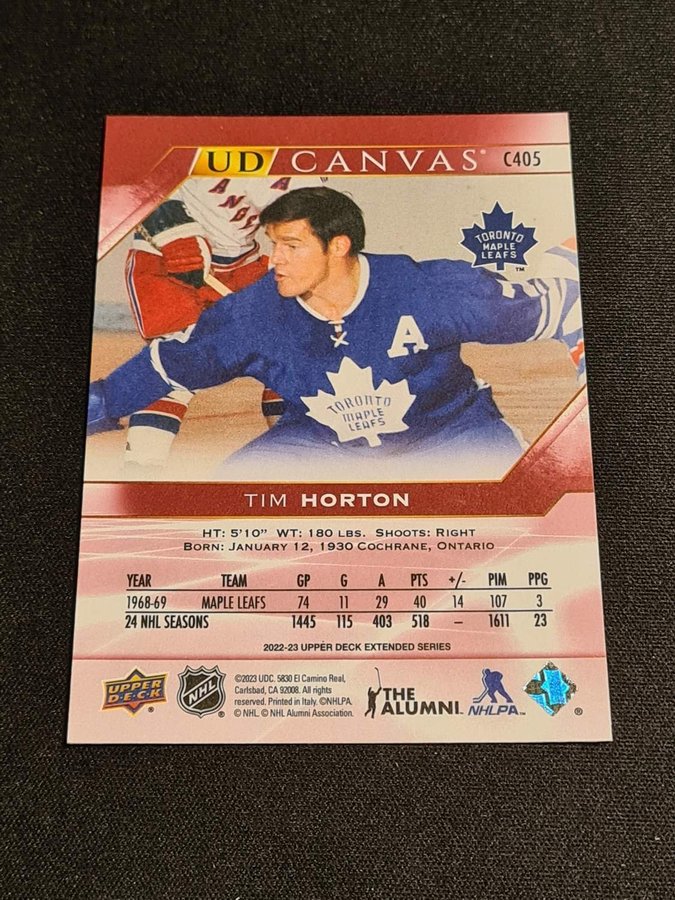 UD CANVAS® C405
ANGE
TORONTO
MAPLE
LEAFS
TM
A
TORONTO
MAPLE
LEAFS
TIM HORTON
HT: 5'10" WT: 180 LBS. SHOOTS: RIGHT
BORN: JANUARY 12, 1930 COCHRANE, ONTARIO
YEAR TEAM GP G A PTS +/- PIM PPG
1968-69 MAPLE LEAFS 74 11 29 40 14 107 3
24 NHL SEASONS 1445 115 403 518 – 1611 23
2022-23 UPPER DECK EXTENDED SERIES
UPPER
DECK
®
NHL
®
©2023 UDC. 5830 El Camino Real,
Carlsbad, CA 92008. All rights
reserved. Printed in Italy. ©NHLPA.
© NHL. © NHL Alumni Association.
THE
ALUMNI™
NHLPA™
®